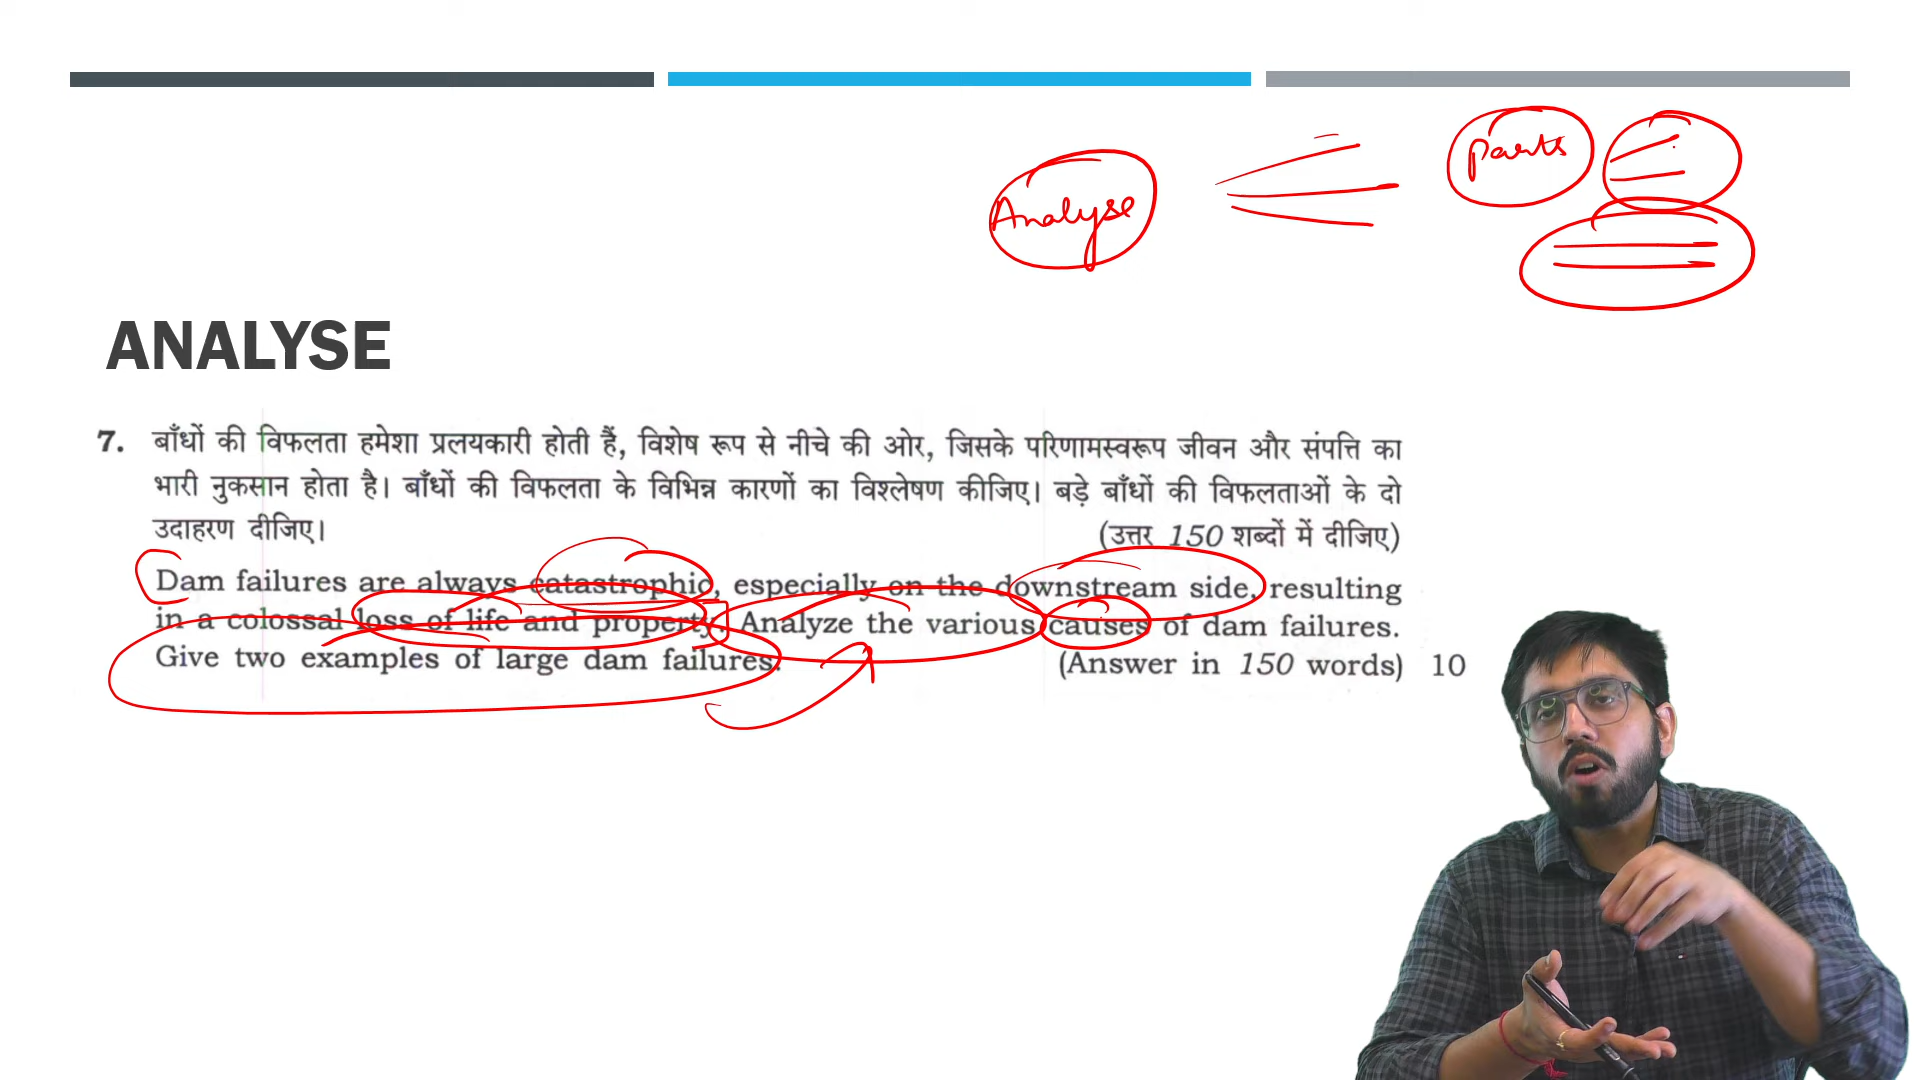 Analyse
Parts
ANALYSE
7. बाँधों की विफलता हमेशा प्रलयकारी होती हैं, विशेष रूप से नीचे की ओर, जिसके परिणामस्वरूप जीवन और संपत्ति का
भारी नुकसान होता है। बाँधों की विफलता के विभिन्न कारणों का विश्लेषण कीजिए। बड़े बाँधों की विफलताओं के दो
उदाहरण दीजिए। (उत्तर 150 शब्दों में दीजिए)
Dam failures are always catastrophic, especially on the downstream side, resulting
in a colossal loss of life and property. Analyze the various causes of dam failures.
Give two examples of large dam failures. (Answer in 150 words) 10